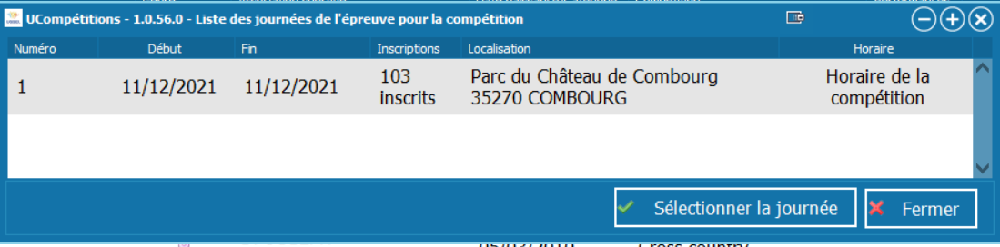 UCompétitions - 1.0.56.0 - Liste des journées de l'épreuve pour la compétition
Numéro Début Fin Inscriptions Localisation Horaire
1 11/12/2021 11/12/2021 103 inscrits Parc du Château de Combourg 35270 COMBOURG Horaire de la compétition
Sélectionner la journée Fermer